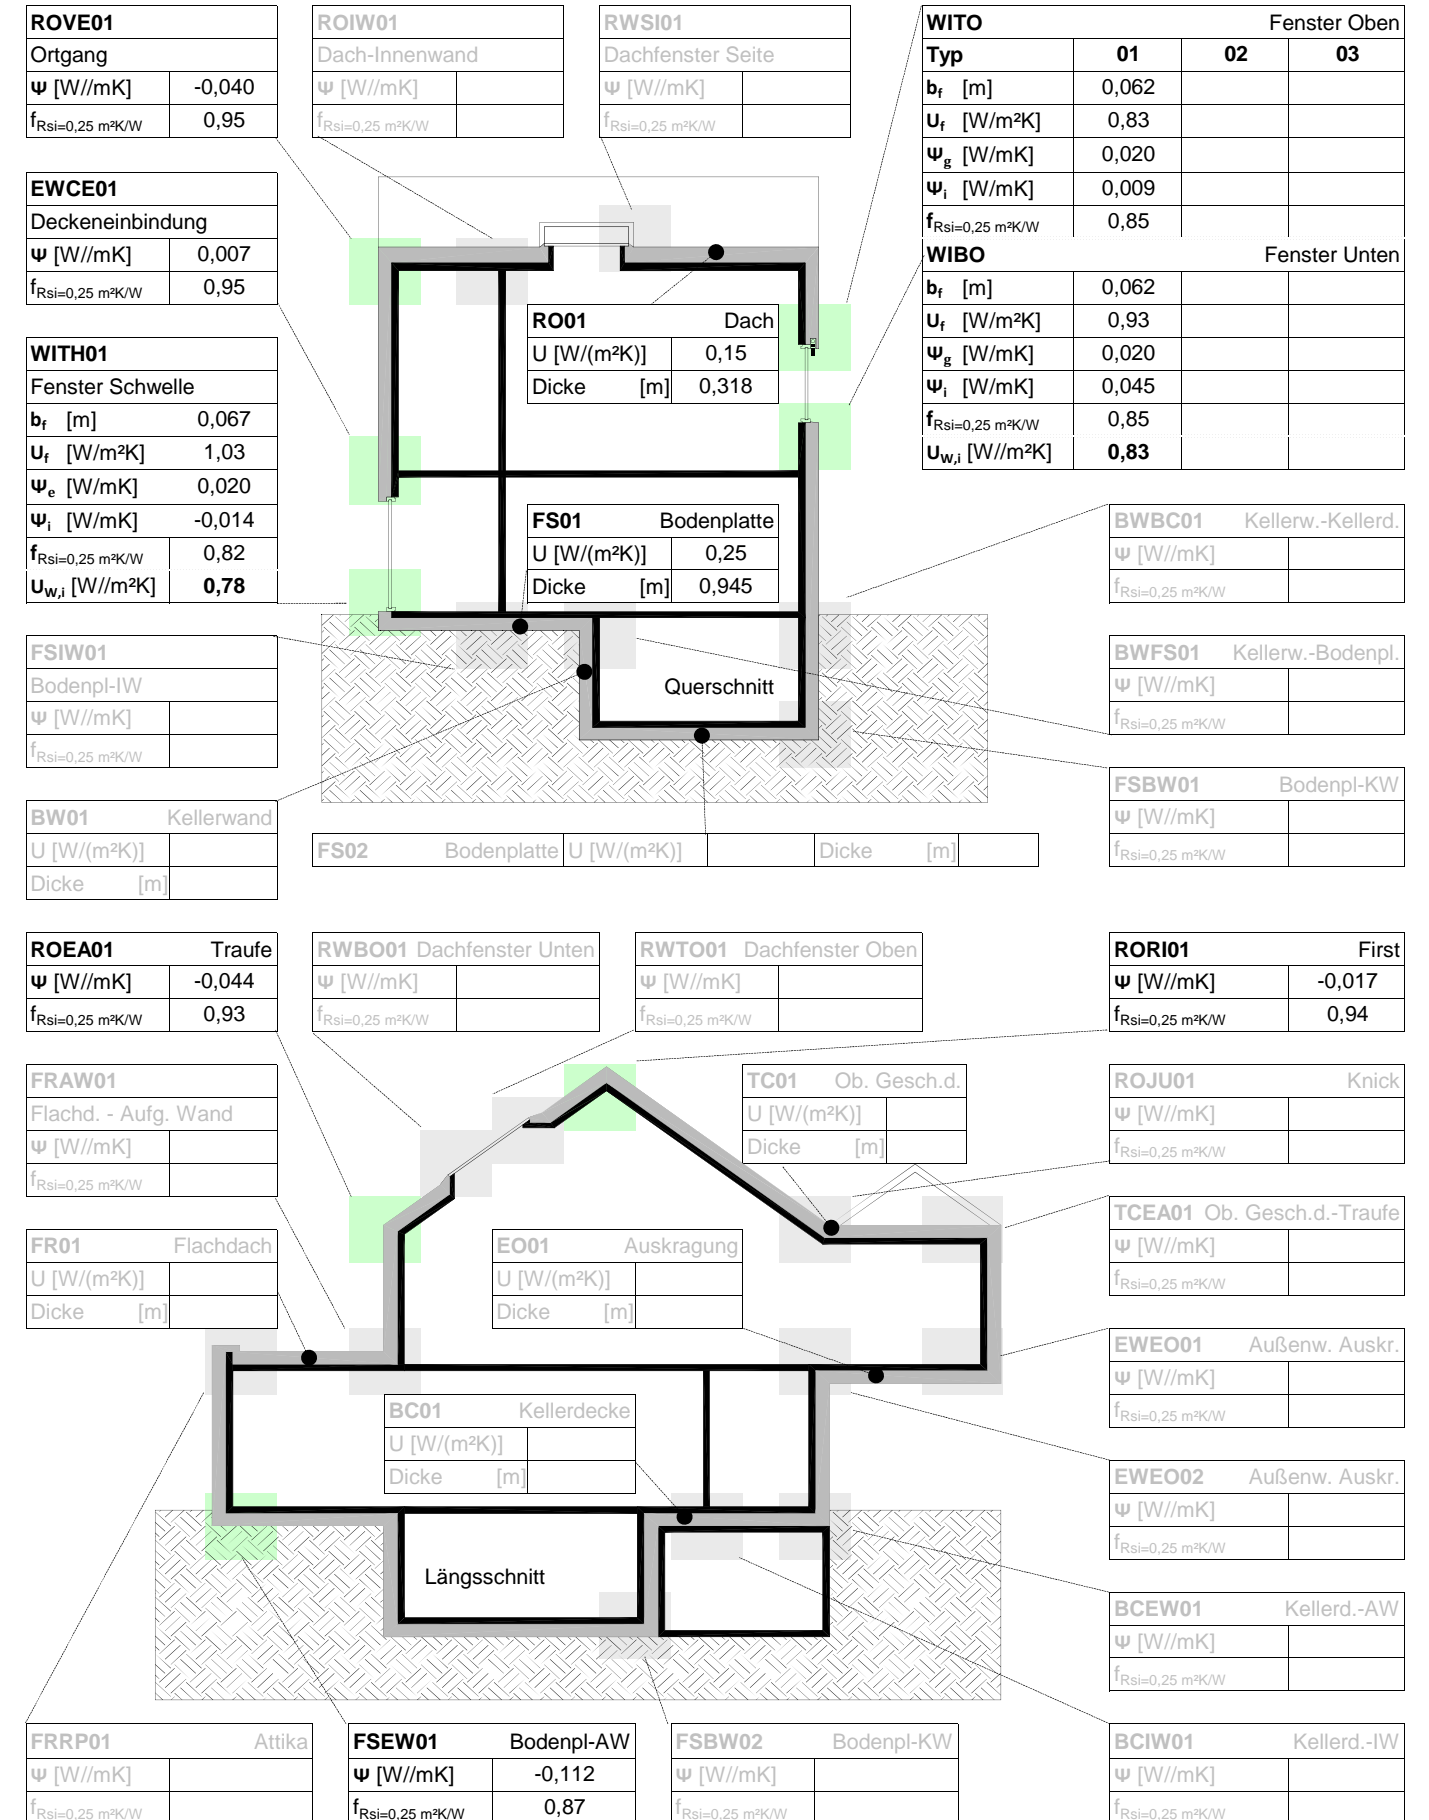 ROVE01
Ortgang
Ψ [W//mK] -0,040
fRsi=0,25 m²K/W 0,95
ROIW01
Dach-Innenwand
Ψ [W//mK]
fRsi=0,25 m²K/W
RWSI01
Dachfenster Seite
Ψ [W//mK]
fRsi=0,25 m²K/W
WITO Fenster Oben
Typ 01 02 03
bf [m] 0,062
Uf [W/m²K] 0,83
Ψg [W/mK] 0,020
Ψi [W/mK] 0,009
fRsi=0,25 m²K/W 0,85
WIBO Fenster Unten
bf [m] 0,062
Uf [W/m²K] 0,93
Ψg [W/mK] 0,020
Ψi [W/mK] 0,045
fRsi=0,25 m²K/W 0,85
UW,i [W//m²K] 0,83
EWCE01
Deckeneinbindung
Ψ [W//mK] 0,007
fRsi=0,25 m²K/W 0,95
WITH01
Fenster Schwelle
bf [m] 0,067
Uf [W/m²K] 1,03
Ψe [W/mK] 0,020
Ψi [W/mK] -0,014
fRsi=0,25 m²K/W 0,82
UW,i [W//m²K] 0,78
RO01 Dach
U [W/(m²K)] 0,15
Dicke [m] 0,318
FS01 Bodenplatte
U [W/(m²K)] 0,25
Dicke [m] 0,945
Querschnitt
BWBC01 Kellerw.-Kellerd.
Ψ [W//mK]
fRsi=0,25 m²K/W
FSIW01
Bodenpl-IW
Ψ [W//mK]
fRsi=0,25 m²K/W
BWFS01 Kellerw.-Bodenpl.
Ψ [W//mK]
fRsi=0,25 m²K/W
FSBW01 Bodenpl-KW
Ψ [W//mK]
fRsi=0,25 m²K/W
BW01 Kellerwand
U [W/(m²K)]
Dicke [m]
FS02 Bodenplatte U [W/(m²K)] Dicke [m]
ROEA01 Traufe
Ψ [W//mK] -0,044
fRsi=0,25 m²K/W 0,93
RWBO01 Dachfenster Unten
Ψ [W//mK]
fRsi=0,25 m²K/W
RWTO01 Dachfenster Oben
Ψ [W//mK]
fRsi=0,25 m²K/W
RORI01 First
Ψ [W//mK] -0,017
fRsi=0,25 m²K/W 0,94
FRAW01
Flachd. - Aufg. Wand
Ψ [W//mK]
fRsi=0,25 m²K/W
TC01 Ob. Gesch.d.
U [W/(m²K)]
Dicke [m]
ROJU01 Knick
Ψ [W//mK]
fRsi=0,25 m²K/W
FR01 Flachdach
U [W/(m²K)]
Dicke [m]
EO01 Auskragung
U [W/(m²K)]
Dicke [m]
TCEA01 Ob. Gesch.d.-Traufe
Ψ [W//mK]
fRsi=0,25 m²K/W
EWEO01 Außenw. Auskr.
Ψ [W//mK]
fRsi=0,25 m²K/W
BC01 Kellerdecke
U [W/(m²K)]
Dicke [m]
EWEO02 Außenw. Auskr.
Ψ [W//mK]
fRsi=0,25 m²K/W
Längsschnitt
BCEW01 Kellerd.-AW
Ψ [W//mK]
fRsi=0,25 m²K/W
FRRP01 Attika
Ψ [W//mK]
fRsi=0,25 m²K/W
FSEW01 Bodenpl-AW
Ψ [W//mK] -0,112
fRsi=0,25 m²K/W 0,87
FSBW02 Bodenpl-KW
Ψ [W//mK]
fRsi=0,25 m²K/W
BCIW01 Kellerd.-IW
Ψ [W//mK]
fRsi=0,25 m²K/W